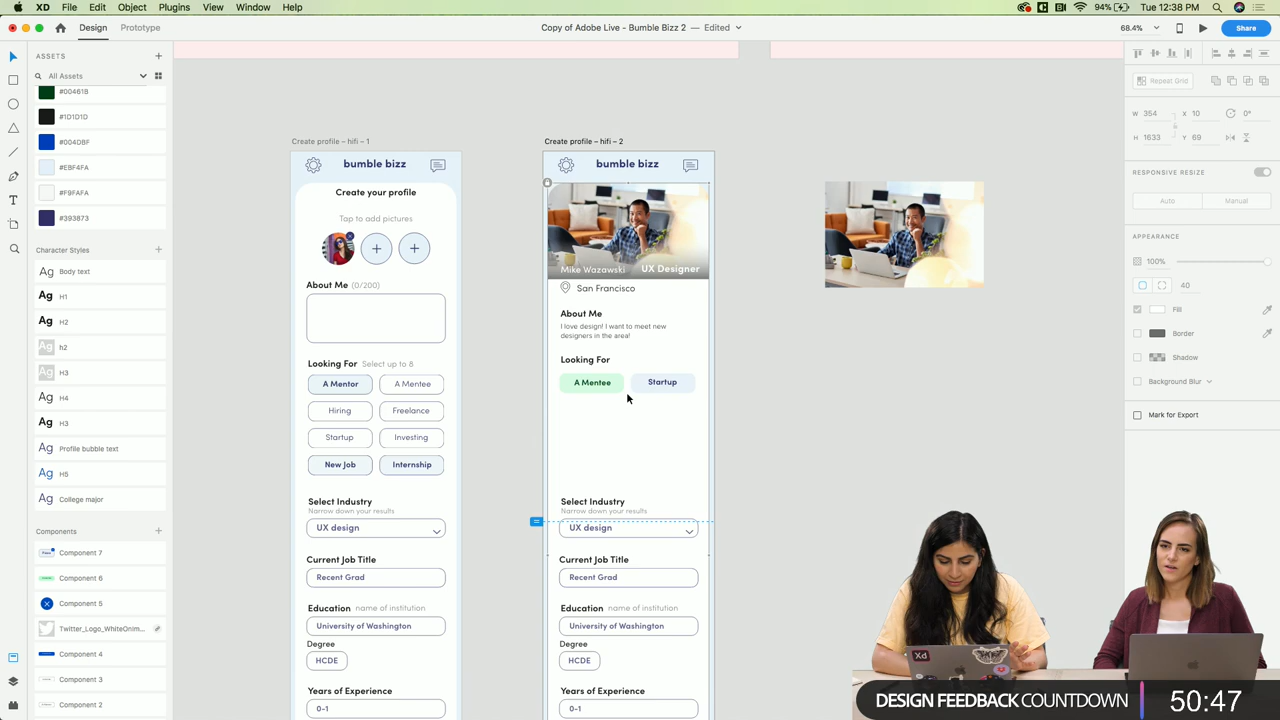 XD File Edit Object Plugins View Window Help
94% Tue 12:38 PM
Design Prototype
Copy of Adobe Live - Bumble Bizz 2 — Edited
68.4%
Share
ASSETS
All Assets
#00461B
#1D1D1D
#004DBF
#EBF4FA
#F9FAFA
#393873
Character Styles
Ag Body text
Ag H1
Ag H2
Ag h2
Ag H3
Ag H4
Ag H3
Ag Profile bubble text
Ag H5
Ag College major
Components
Component 7
Component 6
Component 5
Twitter_Logo_WhiteOnIm...
Component 4
Component 3
Component 2
Create profile – hifi – 1
bumble bizz
Create your profile
Tap to add pictures
About Me (0/200)
Looking For Select up to 8
A Mentor A Mentee
Hiring Freelance
Startup Investing
New Job Internship
Select Industry
Narrow down your results
UX design
Current Job Title
Recent Grad
Education name of institution
University of Washington
Degree
HCDE
Years of Experience
0-1
Create profile – hifi – 2
bumble bizz
Mike Wazawski UX Designer
San Francisco
About Me
I love design! I want to meet new
designers in the area!
Looking For
A Mentee Startup
Select Industry
Narrow down your results
UX design
Current Job Title
Recent Grad
Education name of institution
University of Washington
Degree
HCDE
Years of Experience
0-1
Repeat Grid
W 354 X 10 0°
H 1633 Y 69
RESPONSIVE RESIZE
Auto Manual
APPEARANCE
100%
40
Fill
Border
Shadow
Background Blur
Mark for Export
Xd
DESIGN FEEDBACK COUNTDOWN 50:47